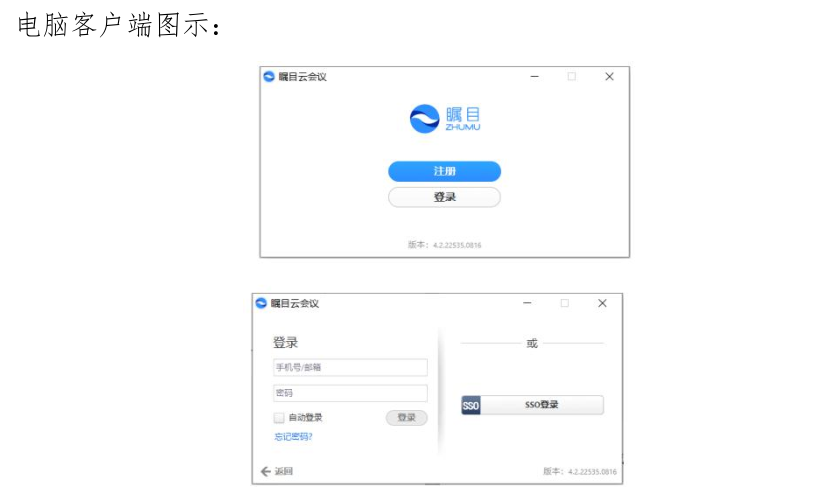 电脑客户端图示：
瞩目云会议
瞩目
ZHUMU
注册
登录
版本：4.2.22535.0816
瞩目云会议
登录
手机号/邮箱
密码
自动登录 登录
忘记密码?
或
SSO SSO登录
返回
版本：4.2.22535.0816